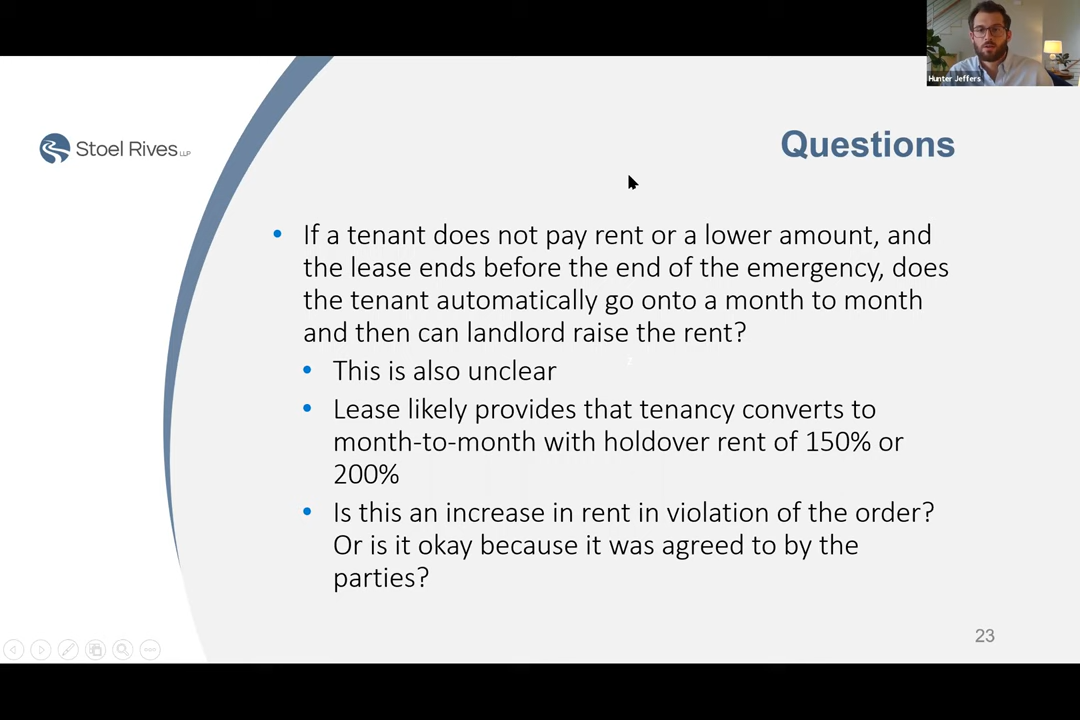 Hunter Jeffers
Stoel Rives LLP
Questions
• If a tenant does not pay rent or a lower amount, and
the lease ends before the end of the emergency, does
the tenant automatically go onto a month to month
and then can landlord raise the rent?
• This is also unclear
• Lease likely provides that tenancy converts to
month-to-month with holdover rent of 150% or
200%
• Is this an increase in rent in violation of the order?
Or is it okay because it was agreed to by the
parties?
23